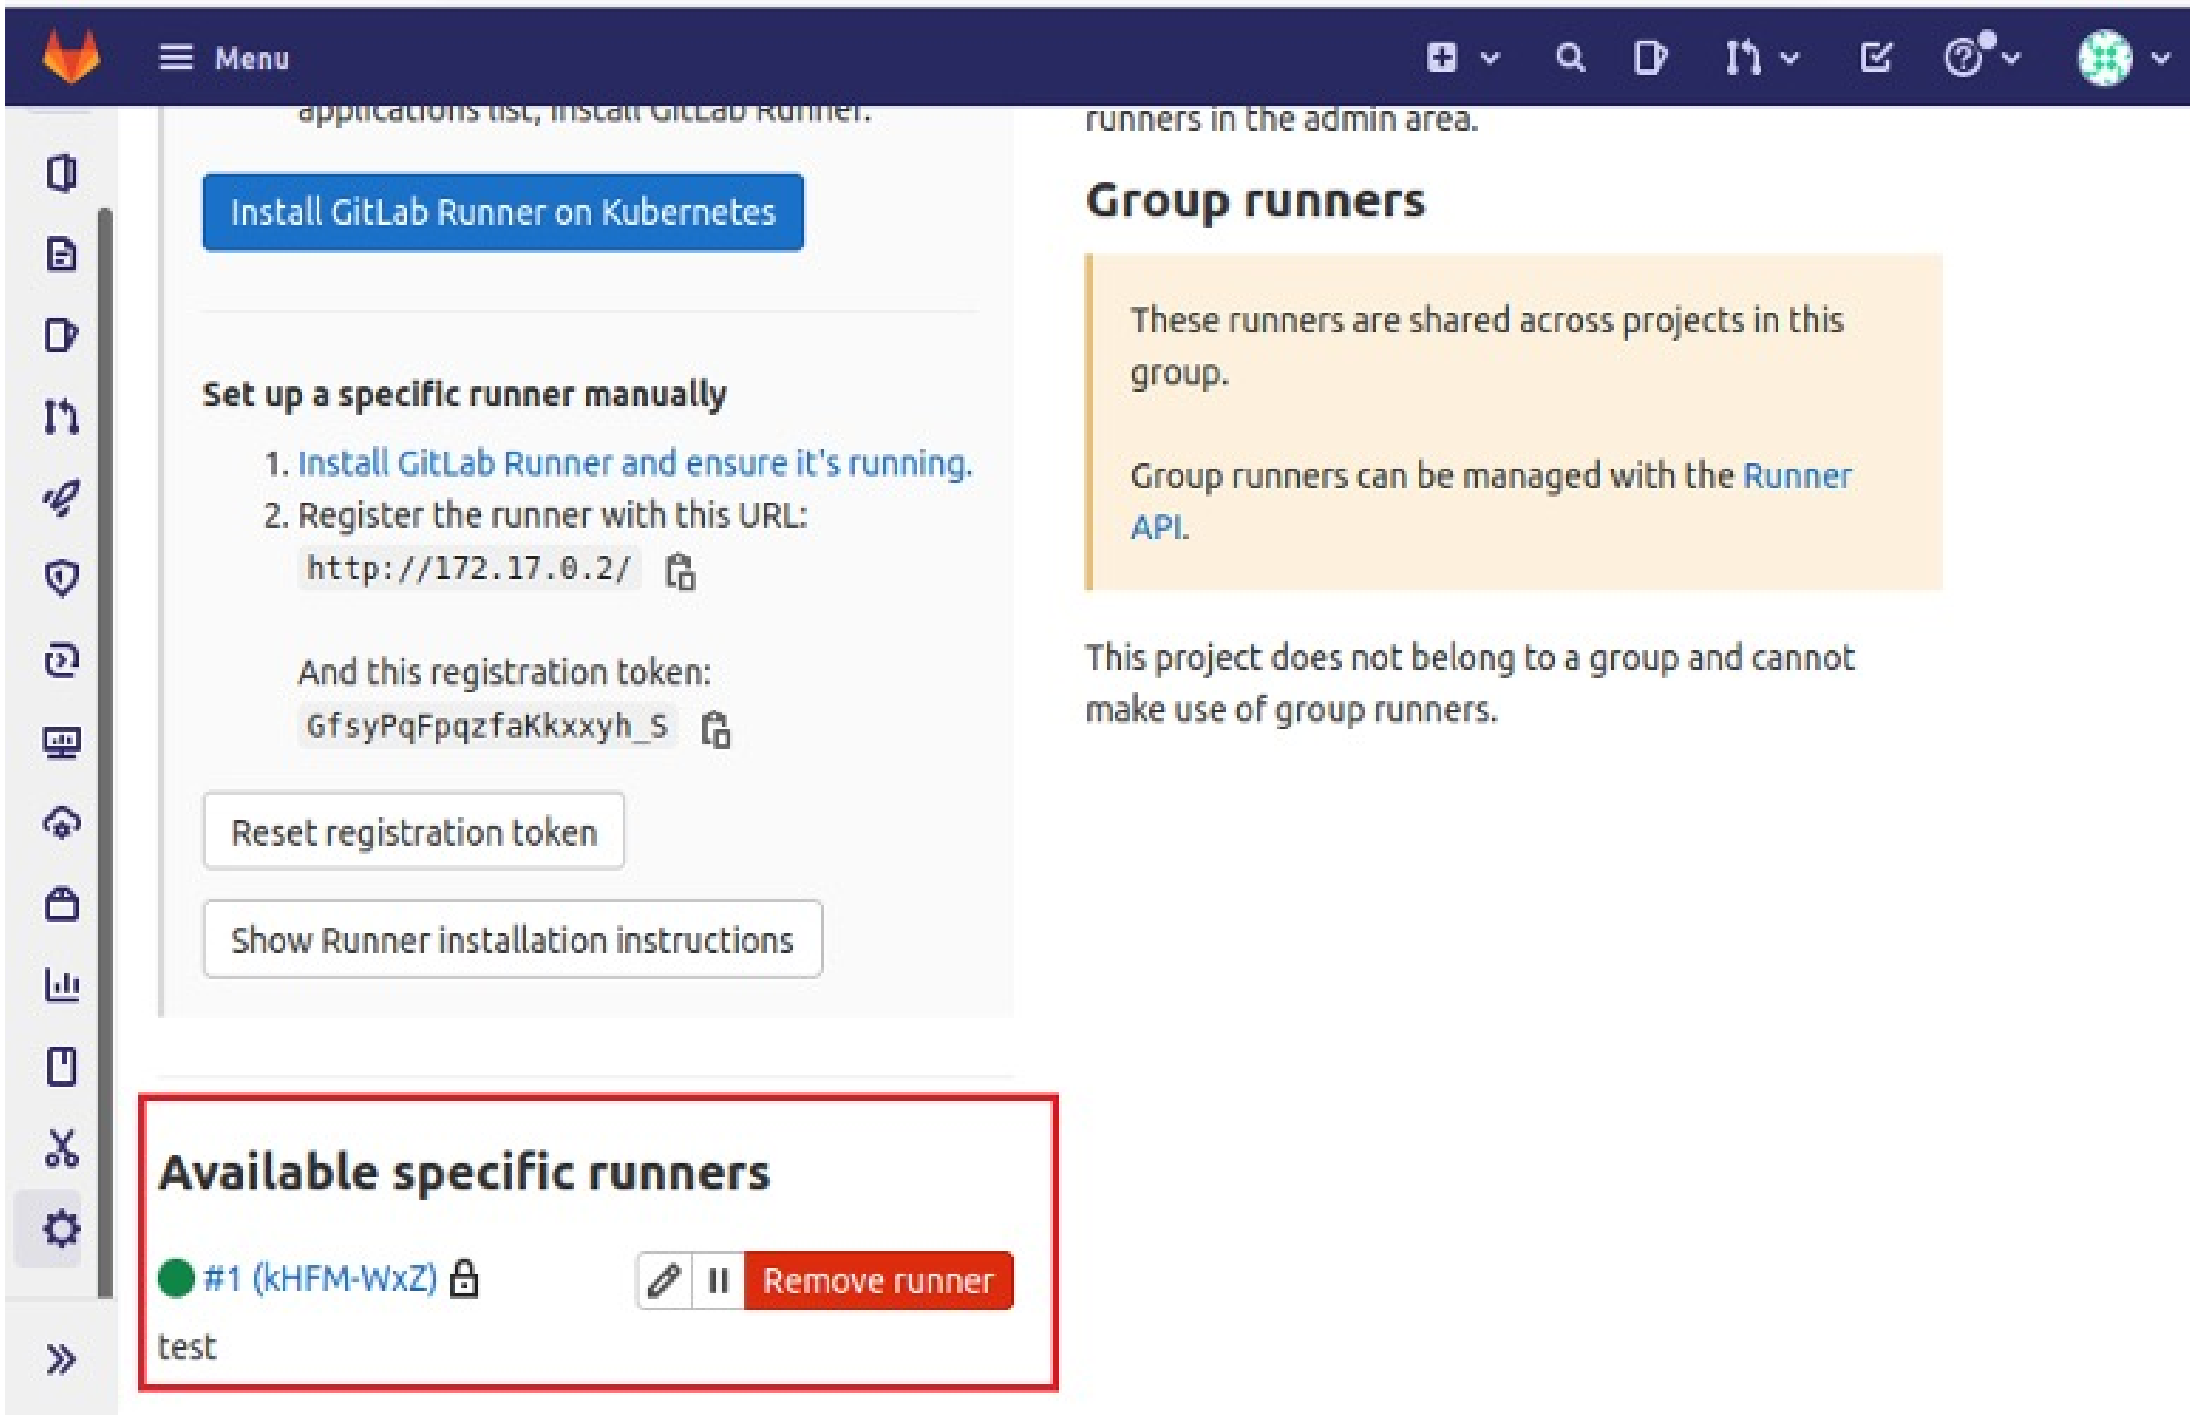 Menu
applications list, install GitLab Runner.
Install GitLab Runner on Kubernetes
Set up a specific runner manually
1. Install GitLab Runner and ensure it's running.
2. Register the runner with this URL:
http://172.17.0.2/
And this registration token:
GfsyPqFpqzfaKkxxyh_S
Reset registration token
Show Runner installation instructions
Available specific runners
#1 (kHFM-WxZ)
Remove runner
test
runners in the admin area.
Group runners
These runners are shared across projects in this
group.
Group runners can be managed with the Runner
API.
This project does not belong to a group and cannot
make use of group runners.